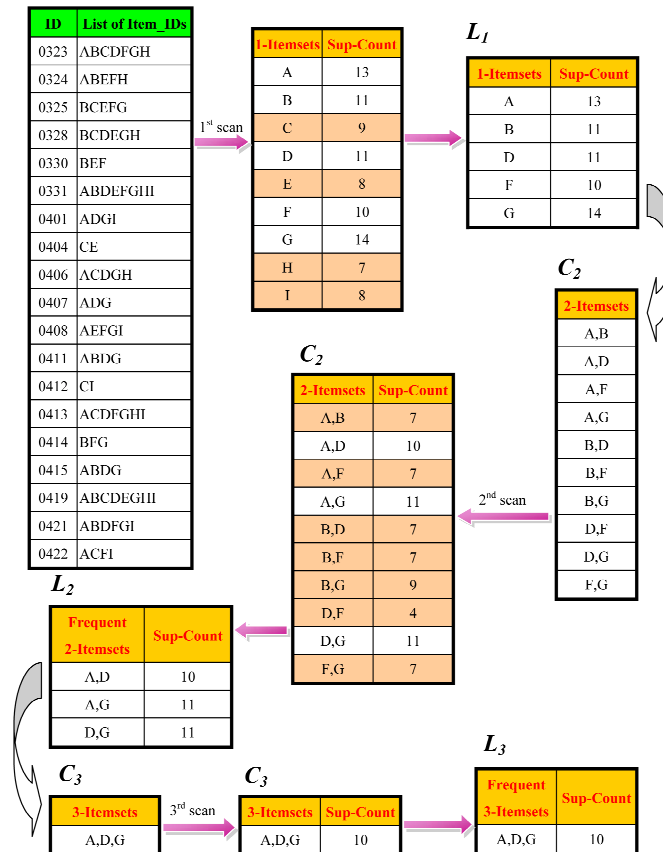 ID List of Item_IDs
0323 ABCDFGH
0324 ABEFH
0325 BCEFG
0328 BCDEGH
0330 BEF
0331 ABDEFGHI
0401 ADGI
0404 CE
0406 ACDGH
0407 ADG
0408 AEFGI
0411 ABDG
0412 CI
0413 ACDFGHI
0414 BFG
0415 ABDG
0419 ABCDEGHI
0421 ABDFGI
0422 ACFI
1st scan
1-Itemsets Sup-Count
A 13
B 11
C 9
D 11
E 8
F 10
G 14
H 7
I 8
L1
1-Itemsets Sup-Count
A 13
B 11
D 11
F 10
G 14
C2
2-Itemsets
A,B
A,D
A,F
A,G
B,D
B,F
B,G
D,F
D,G
F,G
2nd scan
C2
2-Itemsets Sup-Count
A,B 7
A,D 10
A,F 7
A,G 11
B,D 7
B,F 7
B,G 9
D,F 4
D,G 11
F,G 7
L2
Frequent
2-Itemsets Sup-Count
A,D 10
A,G 11
D,G 11
C3
3-Itemsets
A,D,G
3rd scan
C3
3-Itemsets Sup-Count
A,D,G 10
L3
Frequent
3-Itemsets Sup-Count
A,D,G 10